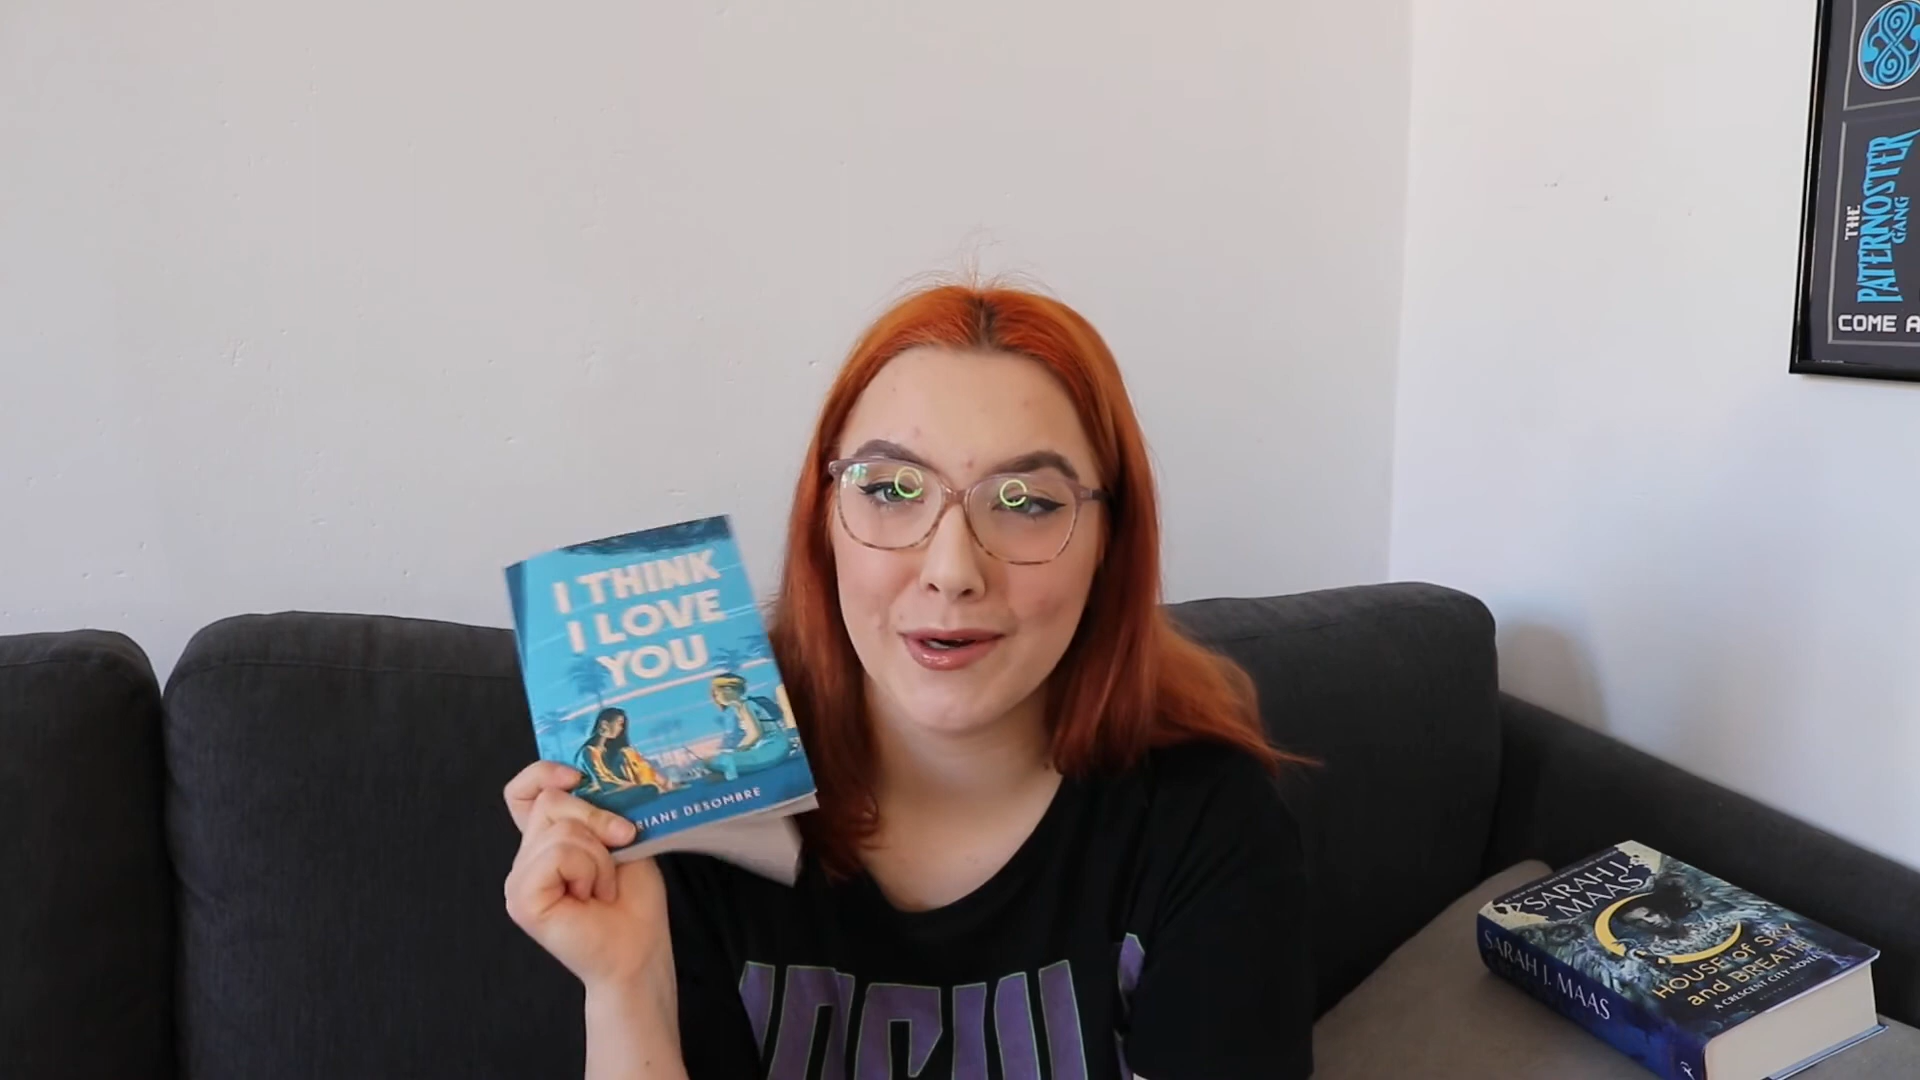 I THINK
I LOVE
YOU
RIANE DESOMBRE
THE
PATERNOSTER
GANG
COME A
SARAH J.
MAAS
HOUSE of SKY
and BREATH
A CRESCENT CITY NOVEL
SARAH J. MAAS